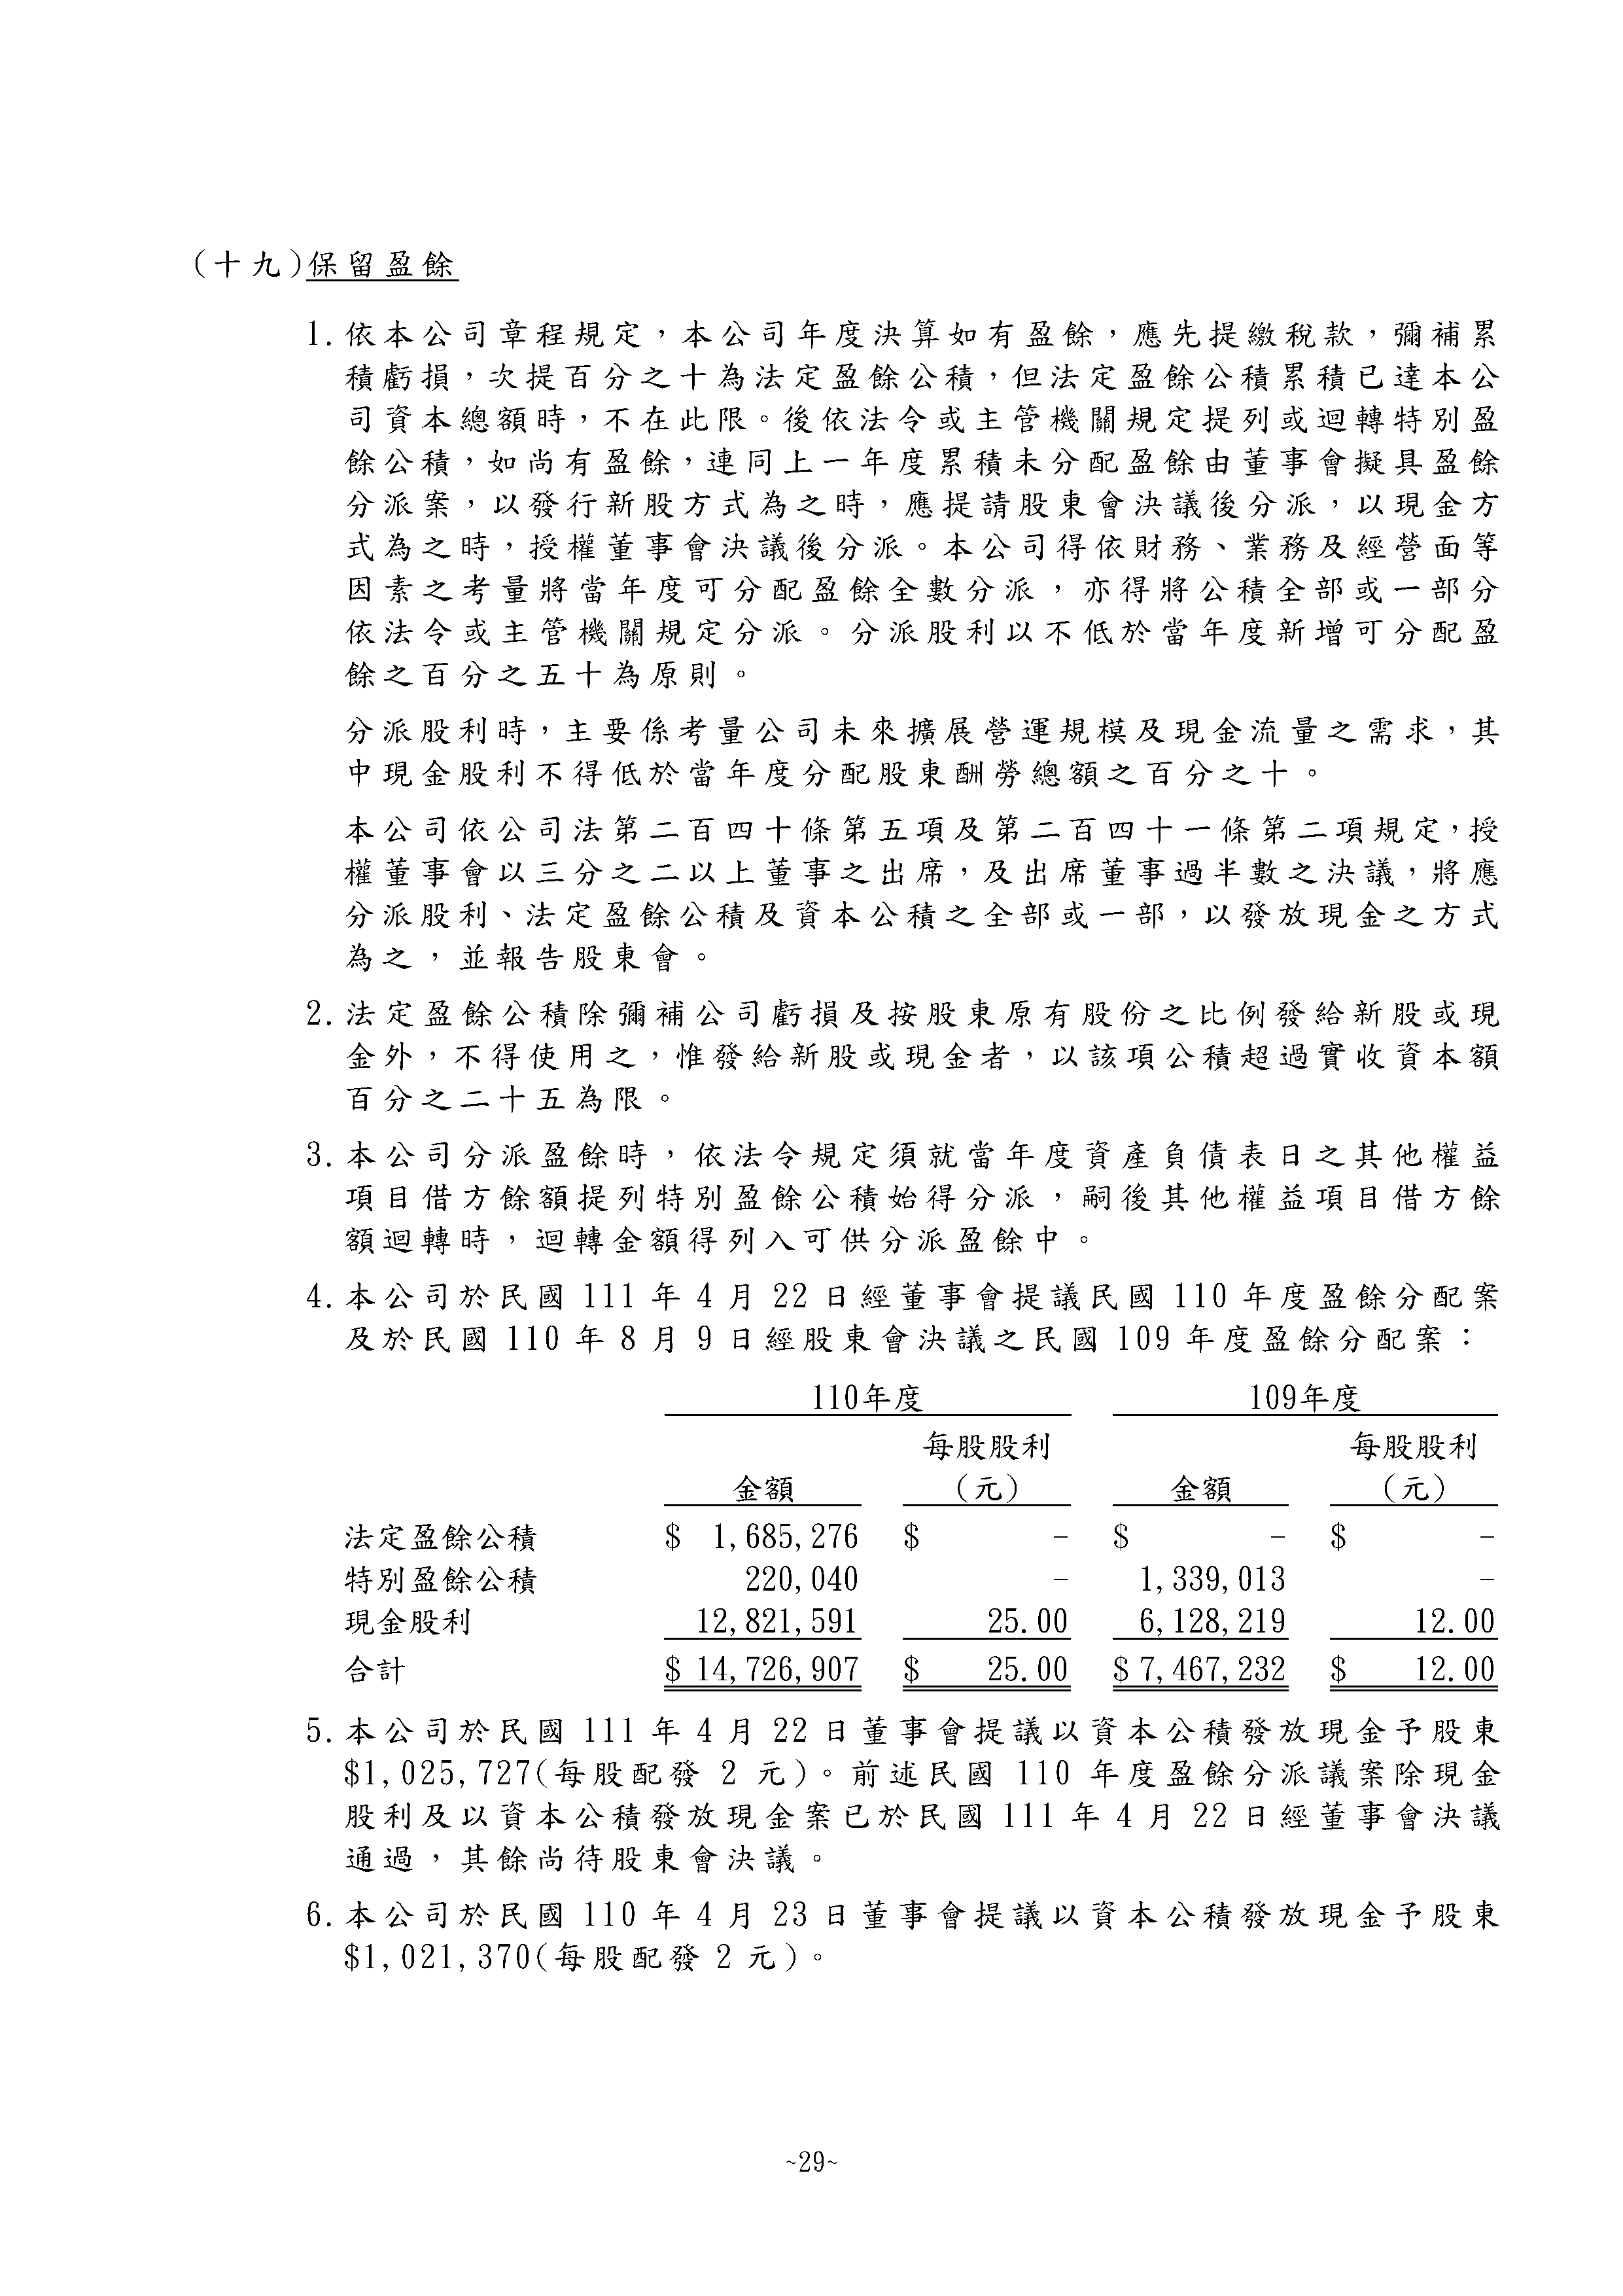 (十九)保留盈餘
1.依本公司章程規定，本公司年度決算如有盈餘，應先提繳稅款，彌補累
積虧損，次提百分之十為法定盈餘公積，但法定盈餘公積累積已達本公
司資本總額時，不在此限。後依法令或主管機關規定提列或迴轉特別盈
餘公積，如尚有盈餘，連同上一年度累積未分配盈餘由董事會擬具盈餘
分派案，以發行新股方式為之時，應提請股東會決議後分派，以現金方
式為之時，授權董事會決議後分派。本公司得依財務、業務及經營面等
因素之考量將當年度可分配盈餘全數分派，亦得將公積全部或一部分
依法令或主管機關規定分派。分派股利以不低於當年度新增可分配盈
餘之百分之五十為原則。
分派股利時，主要係考量公司未來擴展營運規模及現金流量之需求，其
中現金股利不得低於當年度分配股東酬勞總額之百分之十。
本公司依公司法第二百四十條第五項及第二百四十一條第二項規定，授
權董事會以三分之二以上董事之出席，及出席董事過半數之決議，將應
分派股利、法定盈餘公積及資本公積之全部或一部，以發放現金之方式
為之，並報告股東會。
2.法定盈餘公積除彌補公司虧損及按股東原有股份之比例發給新股或現
金外，不得使用之，惟發給新股或現金者，以該項公積超過實收資本額
百分之二十五為限。
3.本公司分派盈餘時，依法令規定須就當年度資產負債表日之其他權益
項目借方餘額提列特別盈餘公積始得分派，嗣後其他權益項目借方餘
額迴轉時，迴轉金額得列入可供分派盈餘中。
4.本公司於民國 111 年 4 月 22 日經董事會提議民國 110 年度盈餘分配案
及於民國 110 年 8 月 9 日經股東會決議之民國 109 年度盈餘分配案：
110年度 109年度
每股股利 每股股利
金額 (元) 金額 (元)
法定盈餘公積 $ 1,685,276 $ - $ - $ -
特別盈餘公積 220,040 - 1,339,013 -
現金股利 12,821,591 25.00 6,128,219 12.00
合計 $ 14,726,907 $ 25.00 $ 7,467,232 $ 12.00
5.本公司於民國 111 年 4 月 22 日董事會提議以資本公積發放現金予股東
$1,025,727(每股配發 2 元)。前述民國 110 年度盈餘分派議案除現金
股利及以資本公積發放現金案已於民國 111 年 4 月 22 日經董事會決議
通過，其餘尚待股東會決議。
6.本公司於民國 110 年 4 月 23 日董事會提議以資本公積發放現金予股東
$1,021,370(每股配發 2 元)。
~29~